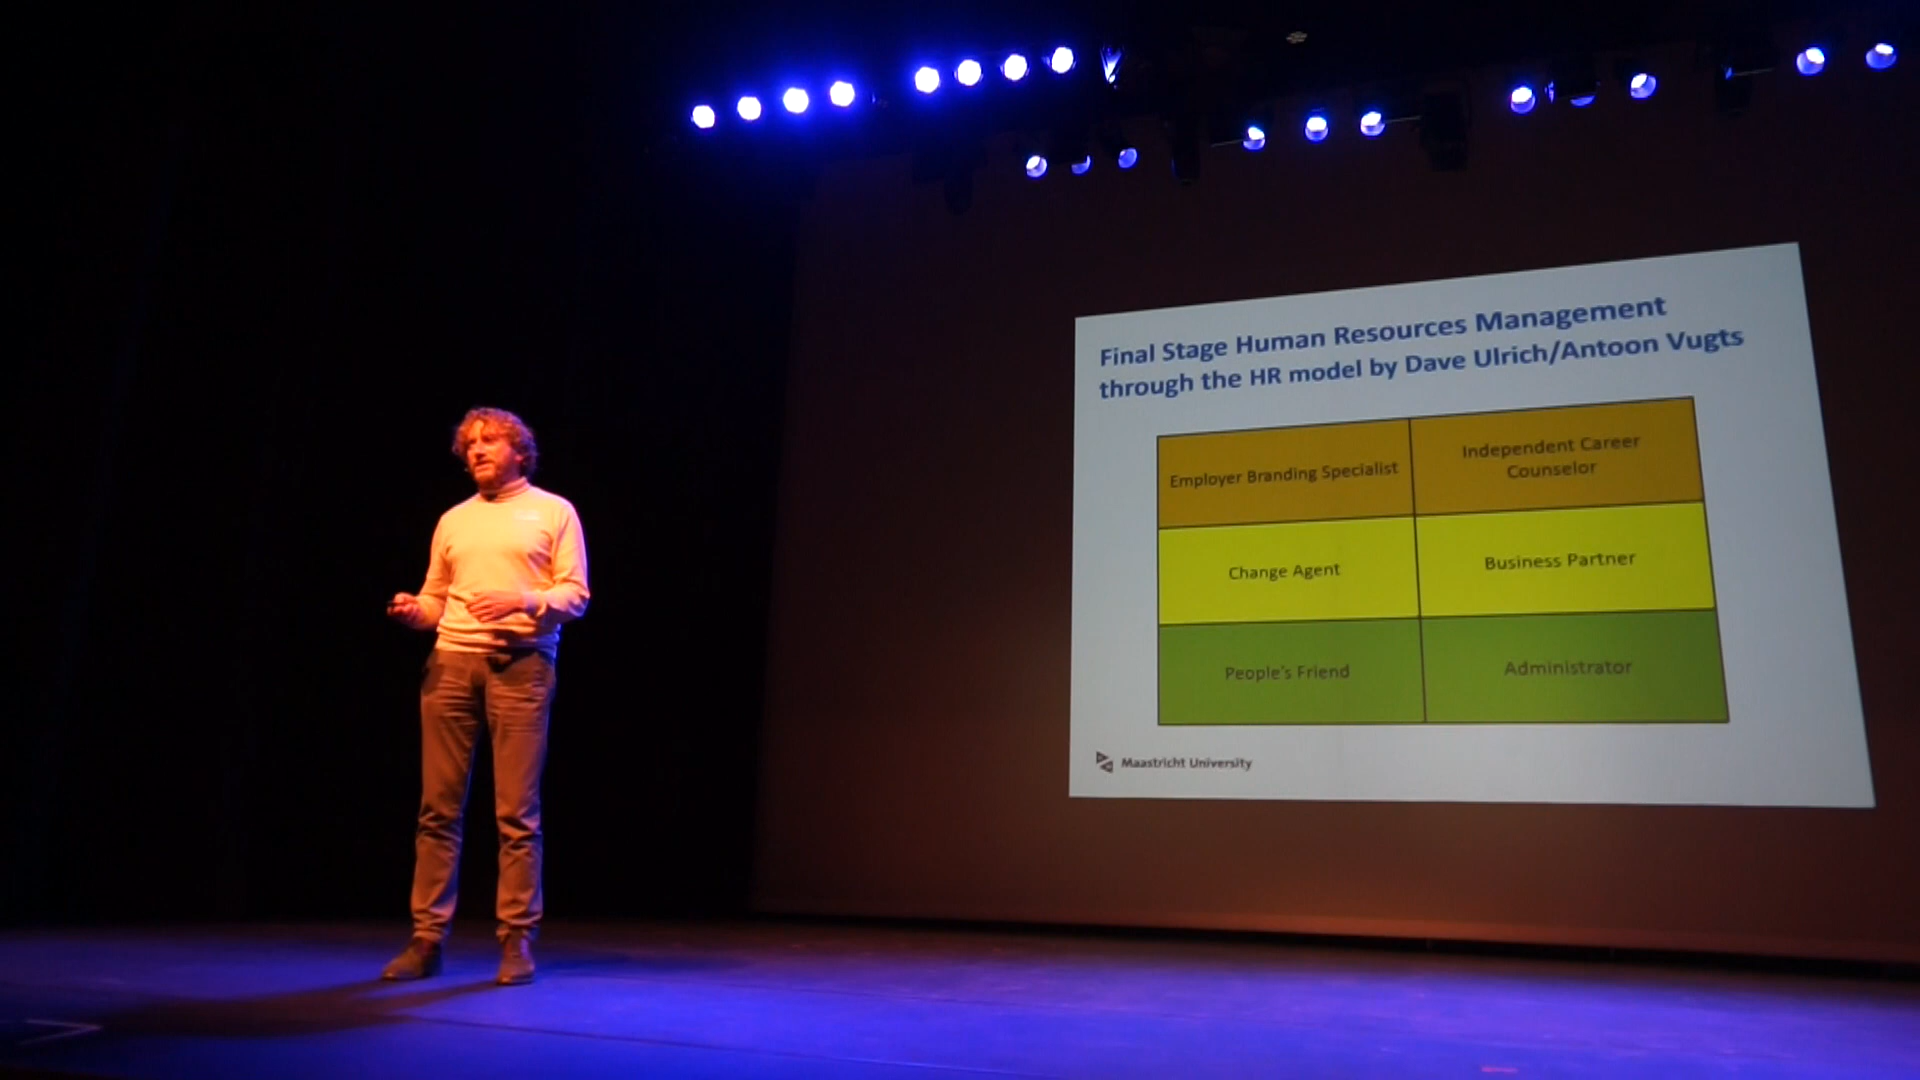 Final Stage Human Resources Management
through the HR model by Dave Ulrich/Antoon Vugts
Employer Branding Specialist
Independent Career
Counselor
Change Agent
Business Partner
People's Friend
Administrator
Maastricht University